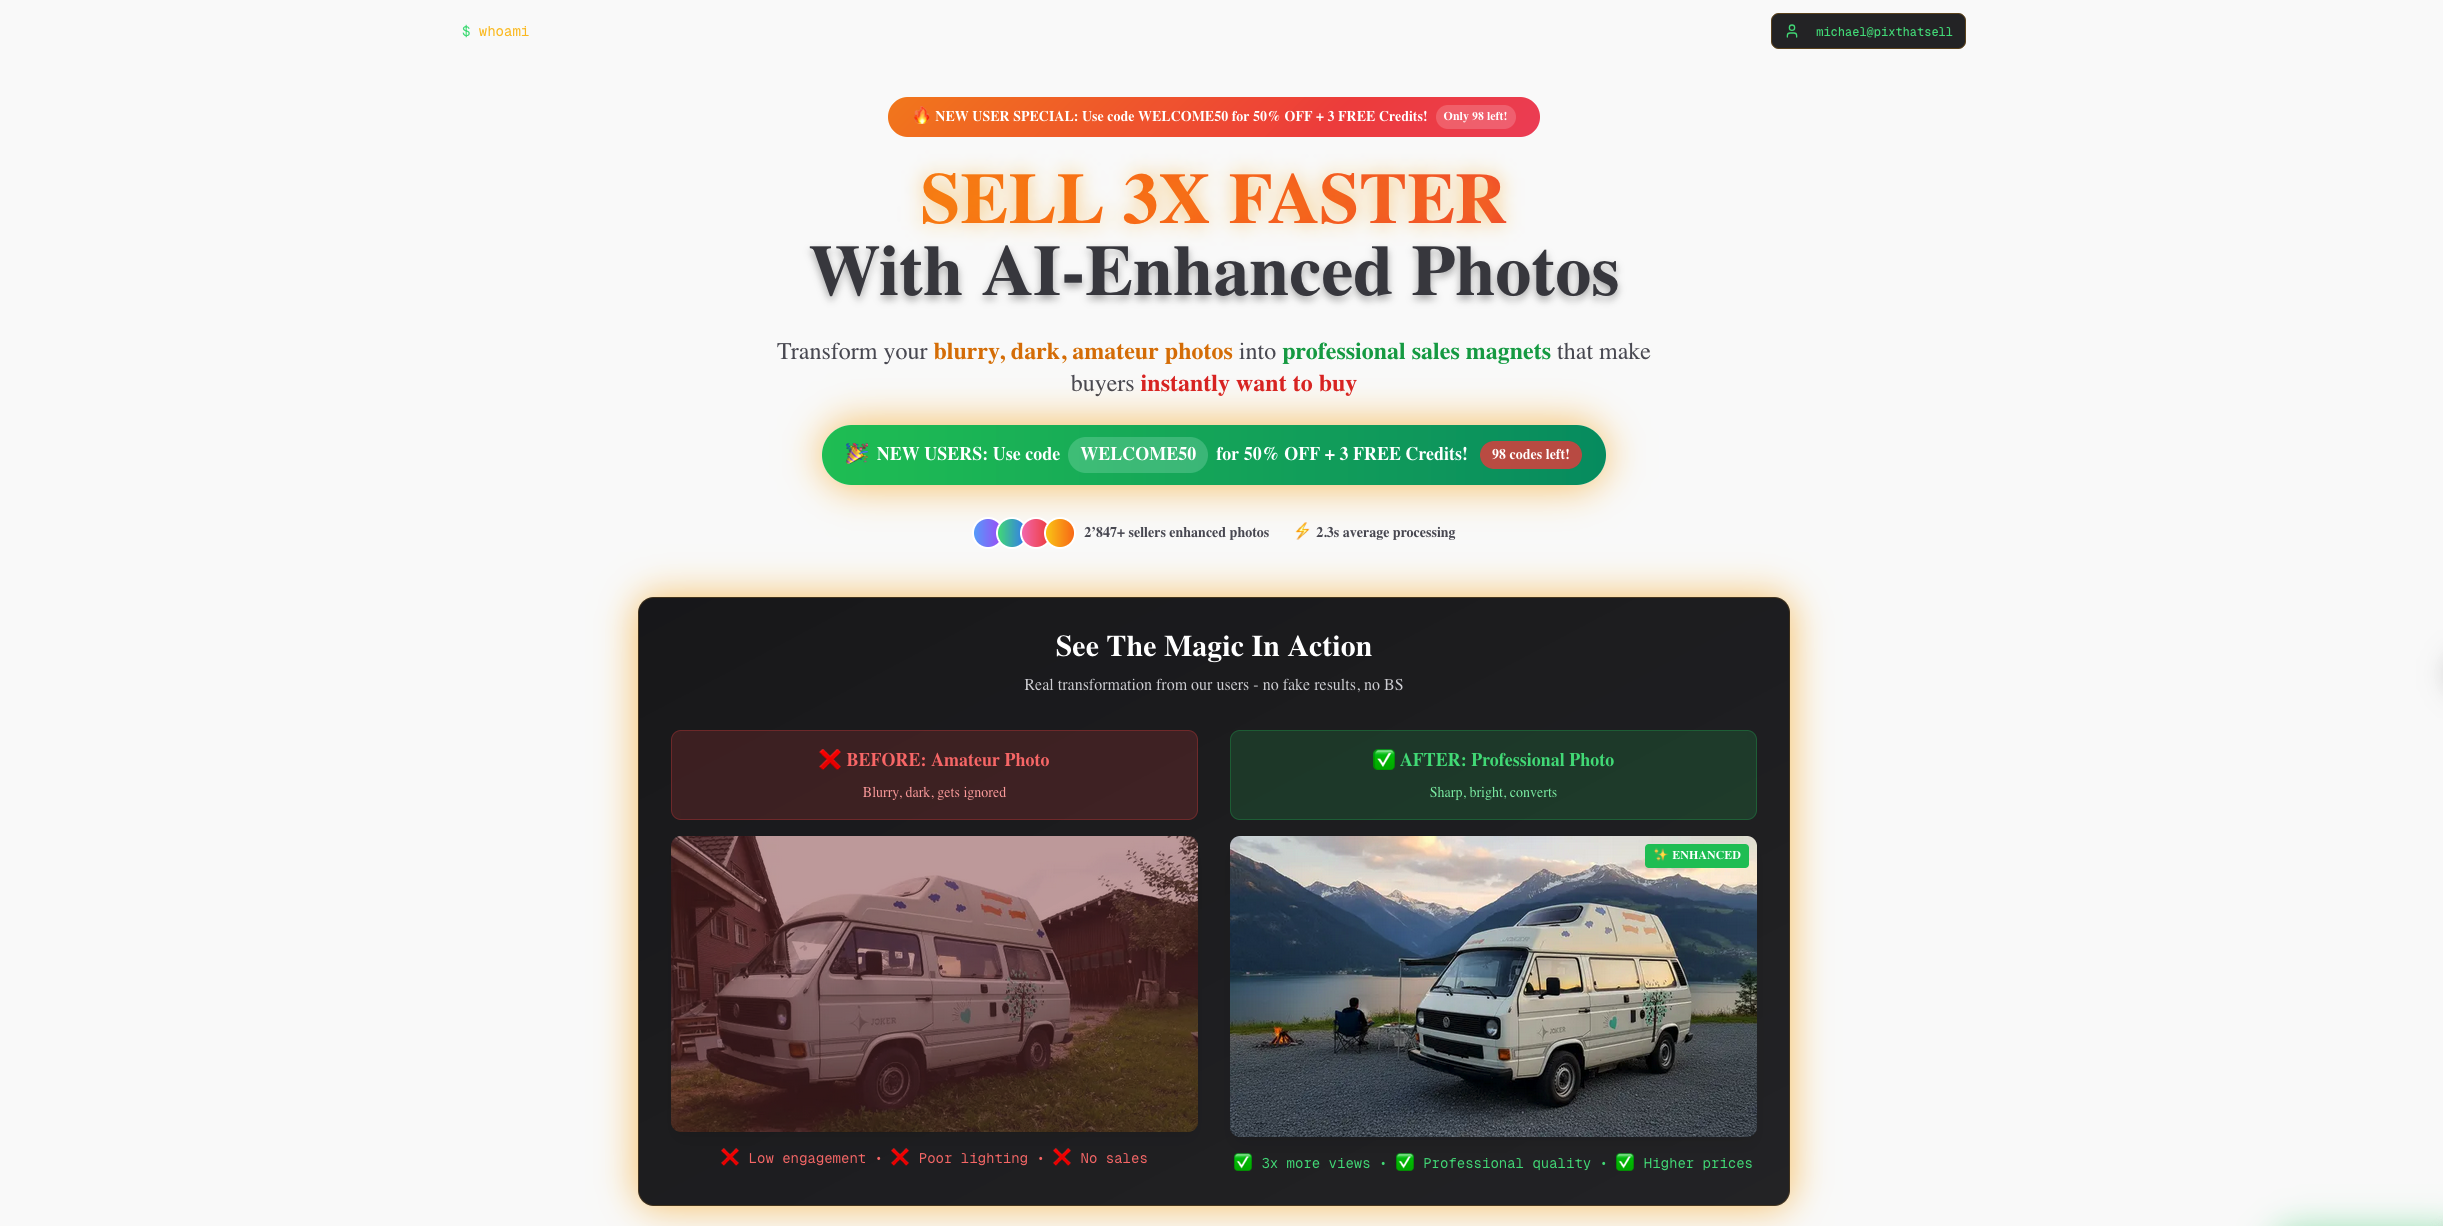 $ whoami
michael@pixthatsell
🔥 NEW USER SPECIAL: Use code WELCOME50 for 50% OFF + 3 FREE Credits! Only 98 left!
SELL 3X FASTER
With AI-Enhanced Photos
Transform your blurry, dark, amateur photos into professional sales magnets that make
buyers instantly want to buy
🎉 NEW USERS: Use code WELCOME50 for 50% OFF + 3 FREE Credits! 98 codes left!
2’847+ sellers enhanced photos
⚡ 2.3s average processing
See The Magic In Action
Real transformation from our users - no fake results, no BS
❌ BEFORE: Amateur Photo
Blurry, dark, gets ignored
JOKER
❌ Low engagement • ❌ Poor lighting • ❌ No sales
✅ AFTER: Professional Photo
Sharp, bright, converts
✨ ENHANCED
JOKER
JOKER
✅ 3x more views • ✅ Professional quality • ✅ Higher prices